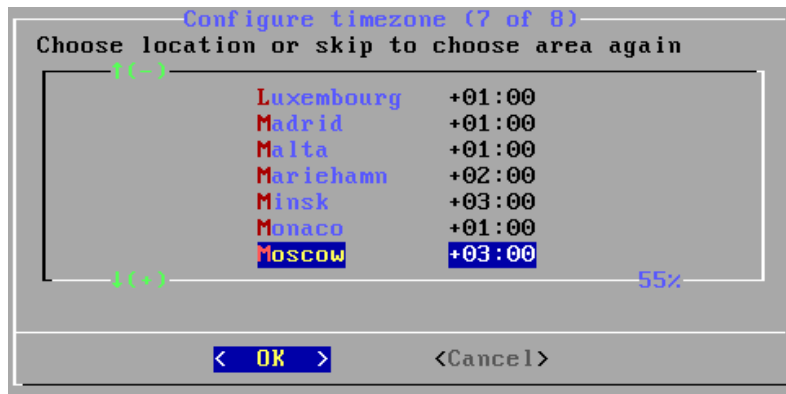 Configure timezone (7 of 8)
Choose location or skip to choose area again
↑(-)
Luxembourg +01:00
Madrid +01:00
Malta +01:00
Mariehamn +02:00
Minsk +03:00
Monaco +01:00
Moscow +03:00
↓(+) 55%
< OK > <Cancel>